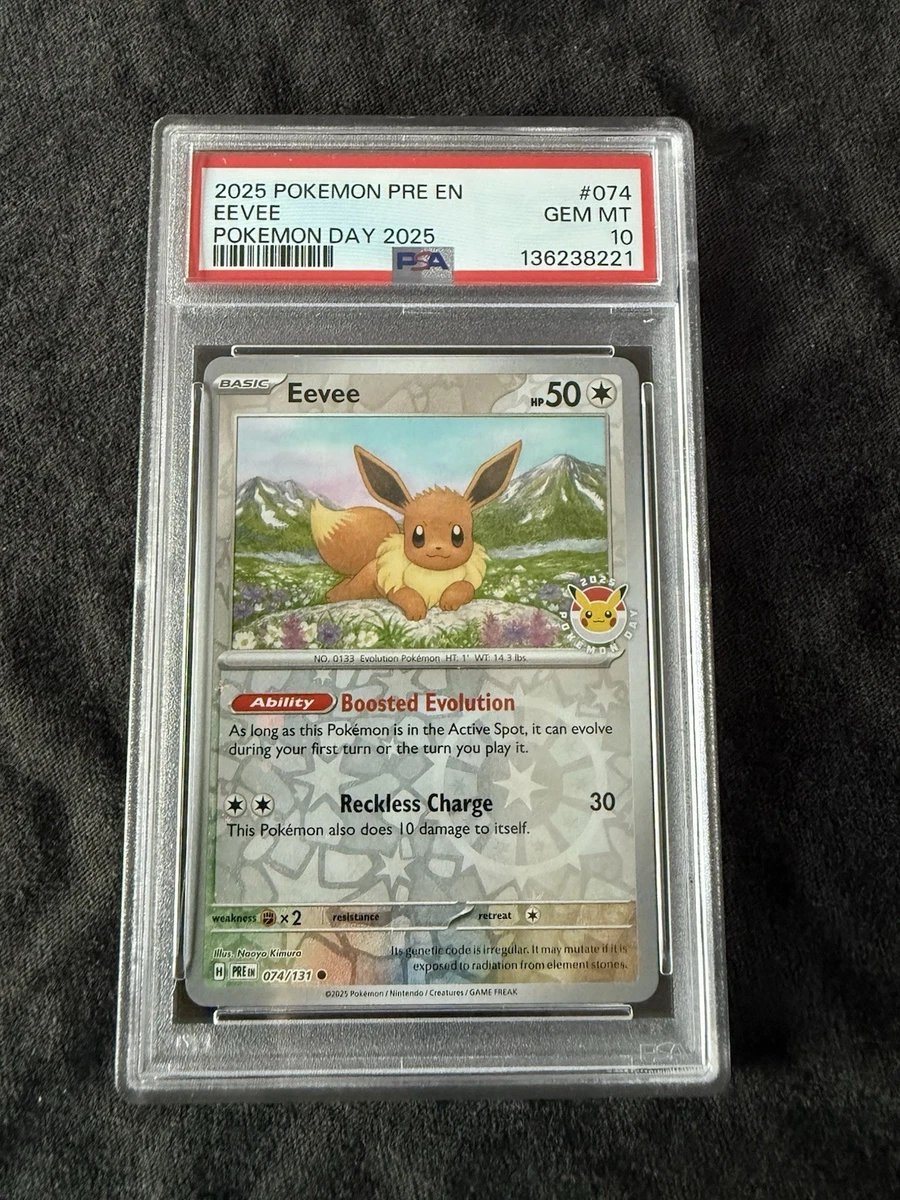 2025 POKEMON PRE EN #074
EEVEE GEM MT
POKEMON DAY 2025 10
PSA 136238221
BASIC Eevee HP 50
2025
POKÉMON DAY
NO. 0133 Evolution Pokémon HT: 1' WT: 14.3 lbs.
Ability Boosted Evolution
As long as this Pokémon is in the Active Spot, it can evolve
during your first turn or the turn you play it.
Reckless Charge 30
This Pokémon also does 10 damage to itself.
weakness ×2 resistance retreat
Illus. Naoyo Kimura
Its genetic code is irregular. It may mutate if it is
exposed to radiation from element stones.
H PRE EN 074/131
©2025 Pokémon / Nintendo / Creatures / GAME FREAK
PSA